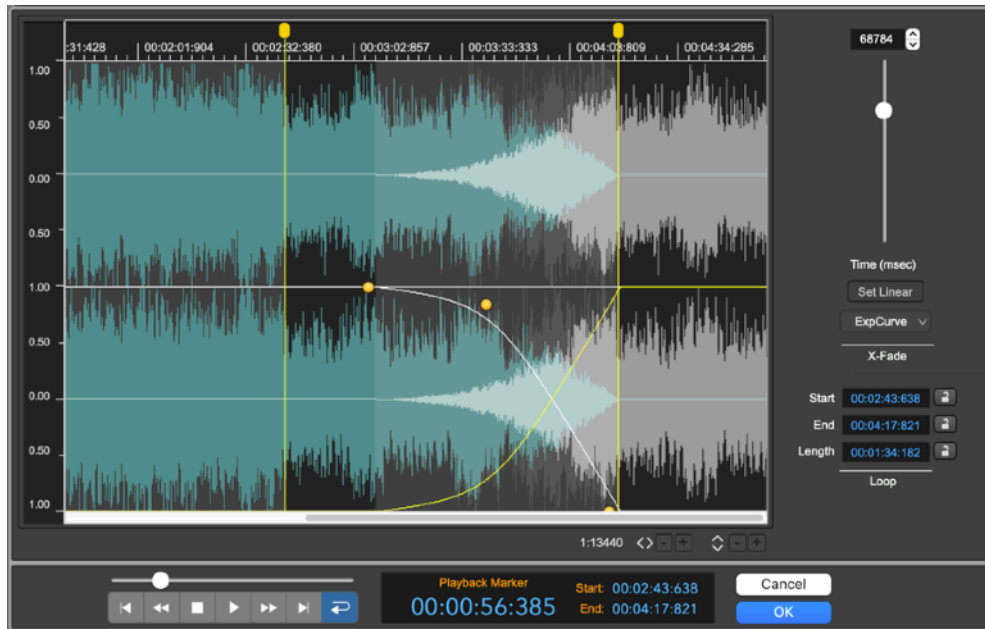 :31:428 00:02:01:904 00:02:32:380 00:03:02:857 00:03:33:333 00:04:03:809 00:04:34:285
68784
1.00
0.50
0.00
0.50
1.00
0.50
0.00
0.50
1.00
Time (msec)
Set Linear
ExpCurve
X-Fade
Start 00:02:43:638
End 00:04:17:821
Length 00:01:34:182
Loop
1:13440
Playback Marker
00:00:56:385
Start: 00:02:43:638
End: 00:04:17:821
Cancel
OK